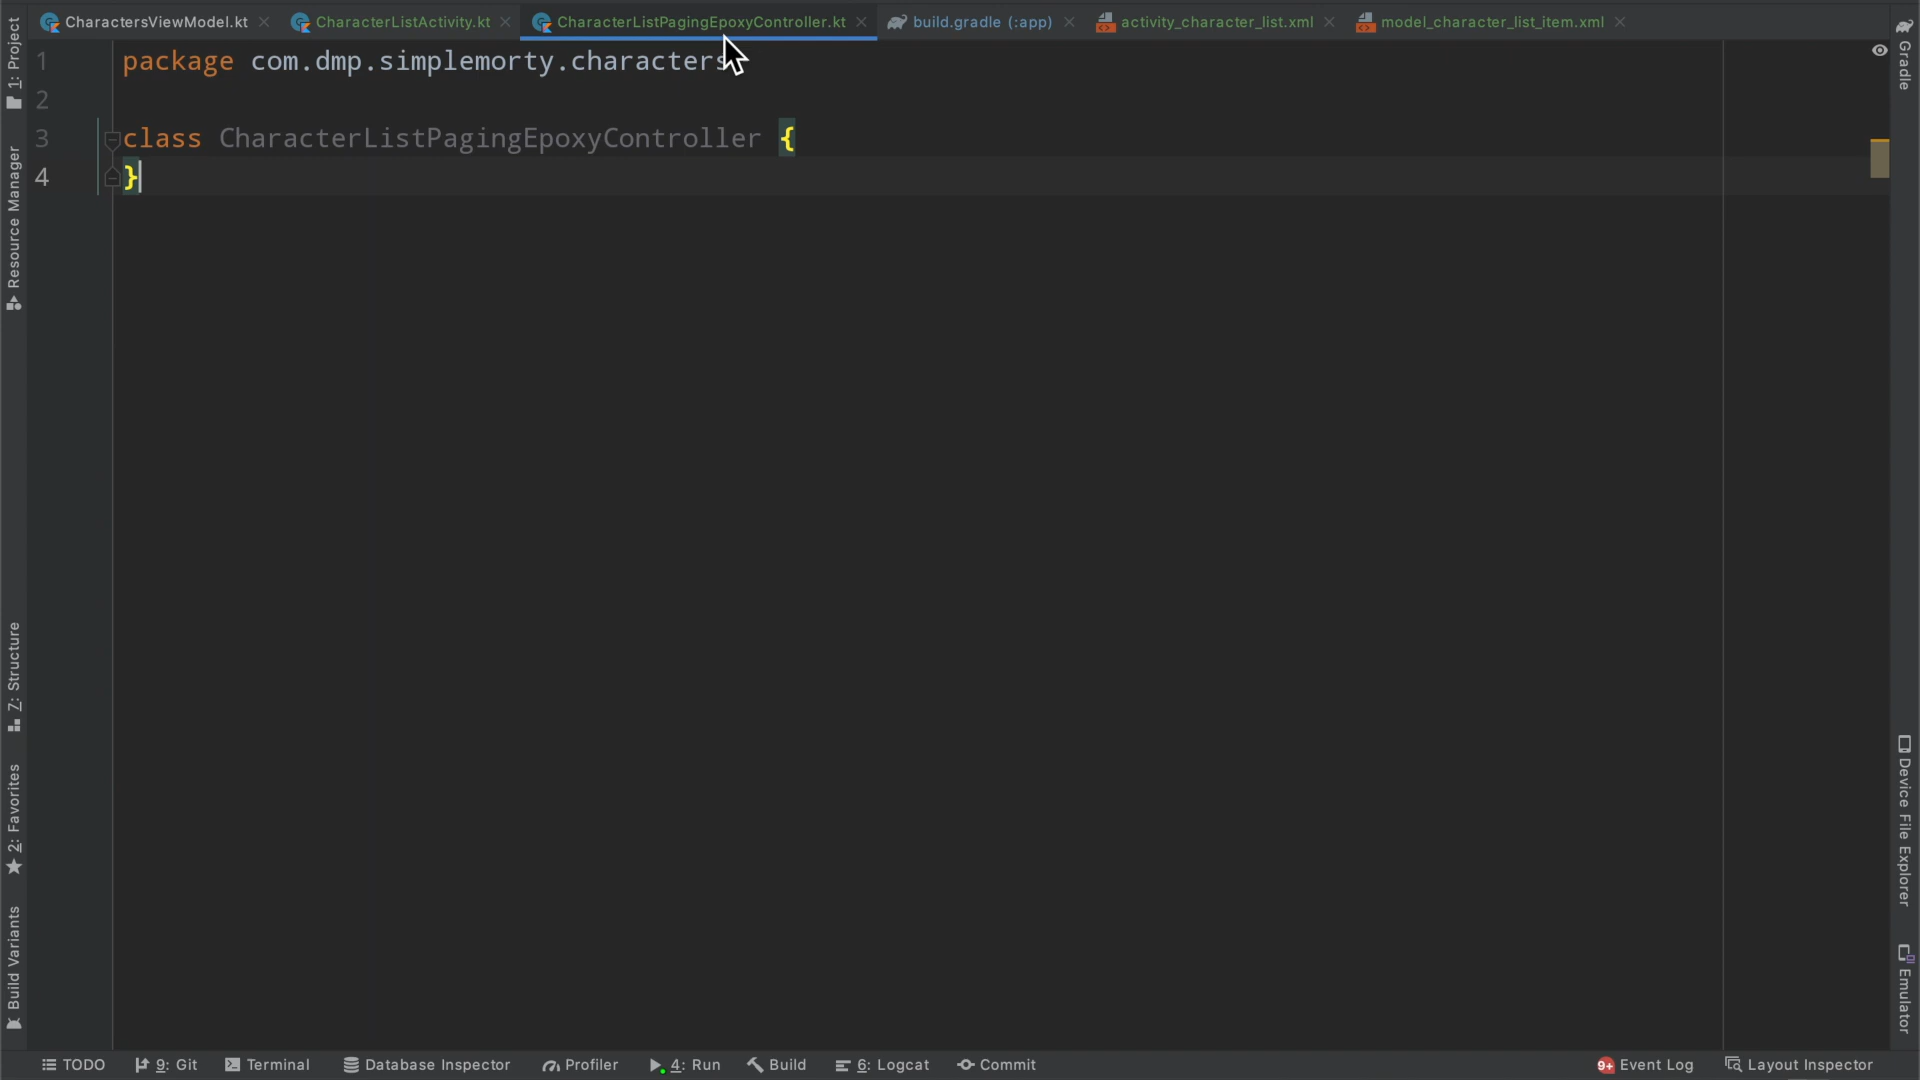 CharactersViewModel.kt
CharacterListActivity.kt
CharacterListPagingEpoxyController.kt
build.gradle (:app)
activity_character_list.xml
model_character_list_item.xml
1: Project
Resource Manager
Z: Structure
2: Favorites
Build Variants
1 package com.dmp.simplemorty.characters
2
3 class CharacterListPagingEpoxyController {
4 }
Gradle
Device File Explorer
Emulator
TODO
9: Git
Terminal
Database Inspector
Profiler
4: Run
Build
6: Logcat
Commit
9+ Event Log
Layout Inspector